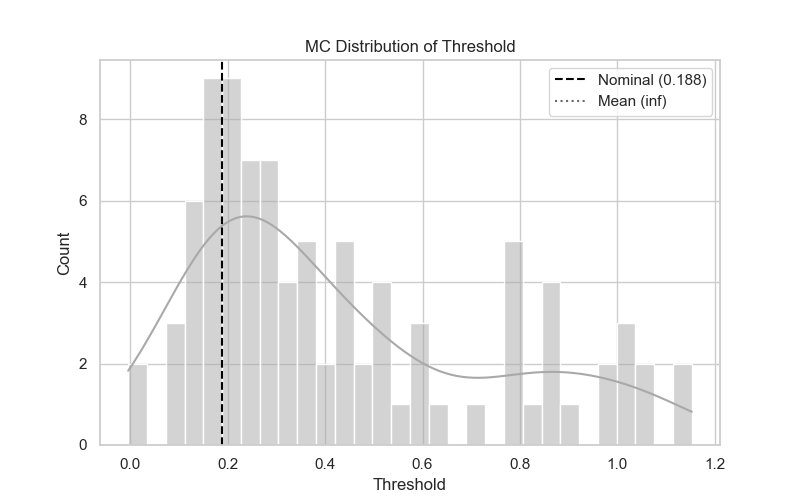 MC Distribution of Threshold
Nominal (0.188)
Mean (inf)
Count
8
6
4
2
0
0.0 0.2 0.4 0.6 0.8 1.0 1.2
Threshold